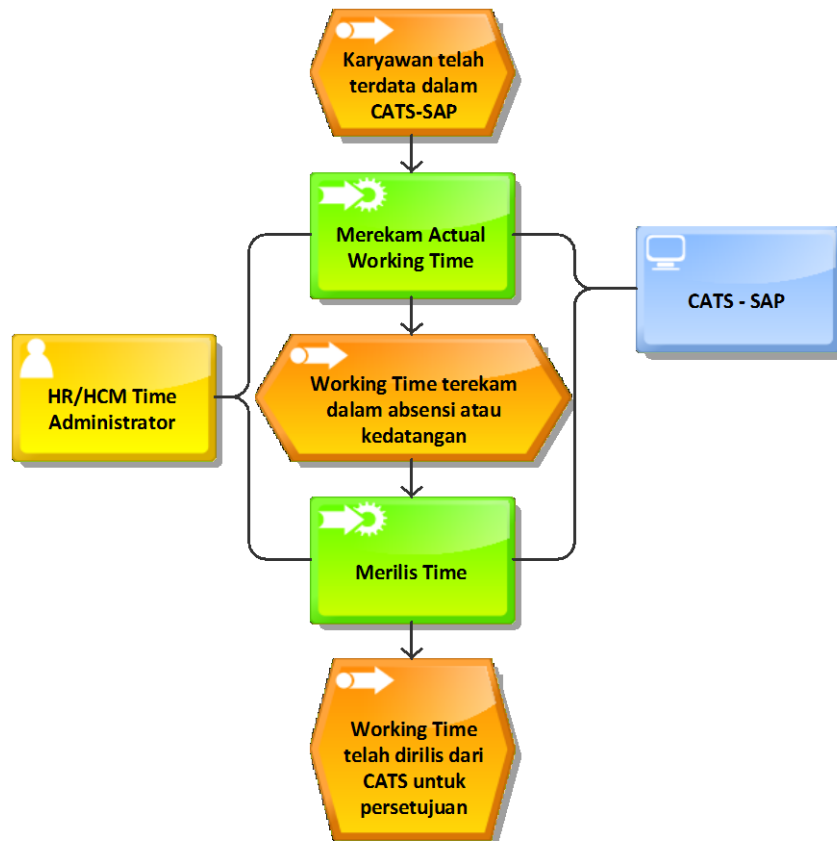 Karyawan telah
terdata dalam
CATS-SAP
Merekam Actual
Working Time
CATS - SAP
HR/HCM Time
Administrator
Working Time terekam
dalam absensi atau
kedatangan
Merilis Time
Working Time
telah dirilis dari
CATS untuk
persetujuan